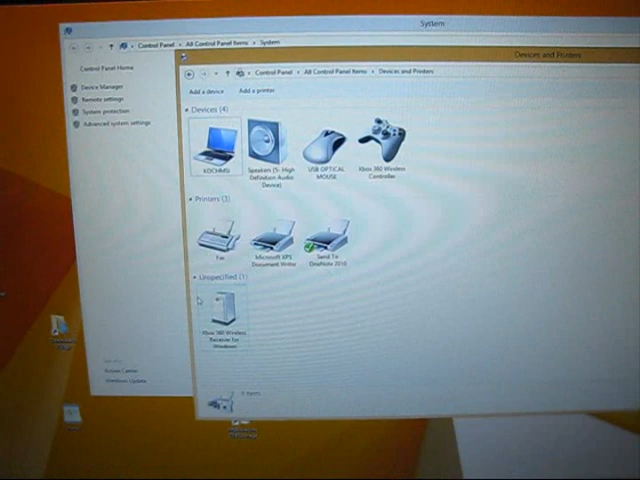 System
Control Panel All Control Panel Items System
Control Panel Home
Device Manager
Remote settings
System protection
Advanced system settings
Action Center
Windows Update
Devices and Printers
Control Panel All Control Panel Items Devices and Printers
Add a device Add a printer
Devices (4)
Speakers (5- High
Definition Audio
Device)
USB OPTICAL
MOUSE
Xbox 360 Wireless
Controller
Printers (3)
Fax
Microsoft XPS
Document Writer
Send To
OneNote 2010
Unspecified (1)
Xbox 360 Wireless
Receiver for
Windows
8 items